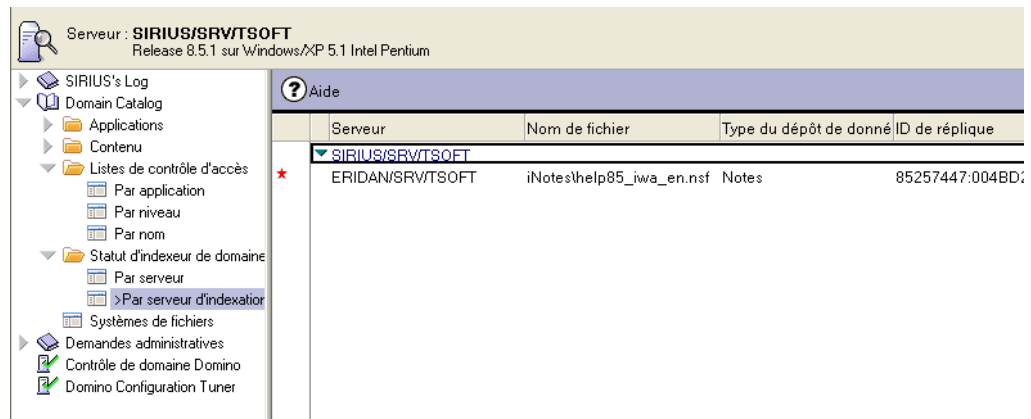 Serveur : SIRIUS/SRV/TSOFT
Release 8.5.1 sur Windows/XP 5.1 Intel Pentium
SIRIUS's Log
Domain Catalog
Applications
Contenu
Listes de contrôle d'accès
Par application
Par niveau
Par nom
Statut d'indexeur de domaine
Par serveur
>Par serveur d'indexation
Systèmes de fichiers
Demandes administratives
Contrôle de domaine Domino
Domino Configuration Tuner
? Aide
Serveur Nom de fichier Type du dépôt de donné ID de réplique
SIRIUS/SRV/TSOFT
ERIDAN/SRV/TSOFT iNotes\help85_iwa_en.nsf Notes 85257447:004BD2